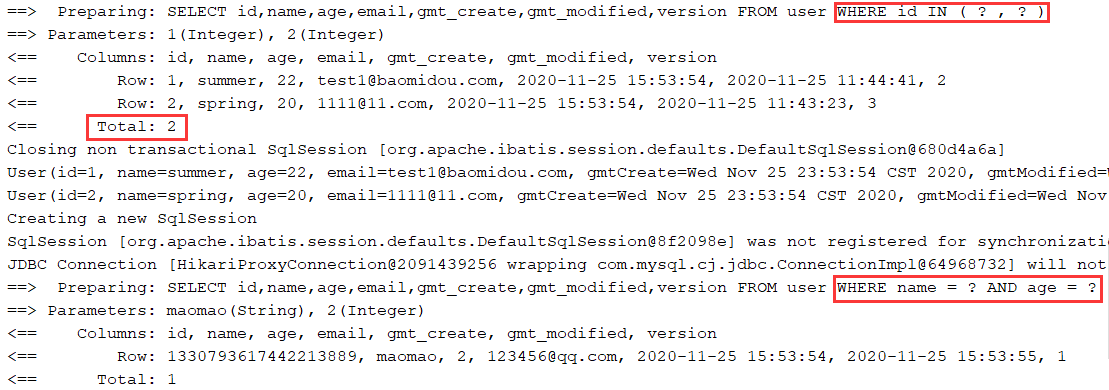 ==>  Preparing: SELECT id,name,age,email,gmt_create,gmt_modified,version FROM user WHERE id IN ( ? , ? )
==> Parameters: 1(Integer), 2(Integer)
<==    Columns: id, name, age, email, gmt_create, gmt_modified, version
<==        Row: 1, summer, 22, test1@baomidou.com, 2020-11-25 15:53:54, 2020-11-25 11:44:41, 2
<==        Row: 2, spring, 20, 1111@11.com, 2020-11-25 15:53:54, 2020-11-25 11:43:23, 3
<==      Total: 2
Closing non transactional SqlSession [org.apache.ibatis.session.defaults.DefaultSqlSession@680d4a6a]
User(id=1, name=summer, age=22, email=test1@baomidou.com, gmtCreate=Wed Nov 25 23:53:54 CST 2020, gmtModified=W
User(id=2, name=spring, age=20, email=1111@11.com, gmtCreate=Wed Nov 25 23:53:54 CST 2020, gmtModified=Wed Nov
Creating a new SqlSession
SqlSession [org.apache.ibatis.session.defaults.DefaultSqlSession@8f2098e] was not registered for synchronizati
JDBC Connection [HikariProxyConnection@2091439256 wrapping com.mysql.cj.jdbc.ConnectionImpl@64968732] will not
==>  Preparing: SELECT id,name,age,email,gmt_create,gmt_modified,version FROM user WHERE name = ? AND age = ?
==> Parameters: maomao(String), 2(Integer)
<==    Columns: id, name, age, email, gmt_create, gmt_modified, version
<==        Row: 1330793617442213889, maomao, 2, 123456@qq.com, 2020-11-25 15:53:54, 2020-11-25 15:53:55, 1
<==      Total: 1